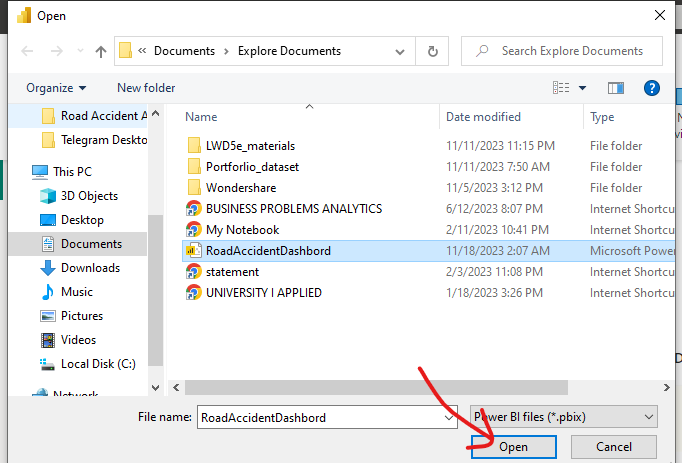 Open
« Documents > Explore Documents
Search Explore Documents
Organize
New folder
Name Date modified Type
Road Accident A
Telegram Deskto
This PC
3D Objects
Desktop
Documents
Downloads
Music
Pictures
Videos
Local Disk (C:)
Network
LWD5e_materials 11/11/2023 11:15 PM File folder
Portforlio_dataset 11/11/2023 7:50 AM File folder
Wondershare 11/5/2023 3:12 PM File folder
BUSINESS PROBLEMS ANALYTICS 6/12/2023 8:07 PM Internet Shortcu
My Notebook 2/11/2023 10:41 PM Internet Shortcu
RoadAccidentDashbord 11/18/2023 2:07 AM Microsoft Power
statement 2/3/2023 11:08 PM Internet Shortcu
UNIVERSITY I APPLIED 1/18/2023 3:26 PM Internet Shortcu
File name: RoadAccidentDashbord Power BI files (*.pbix)
Open Cancel